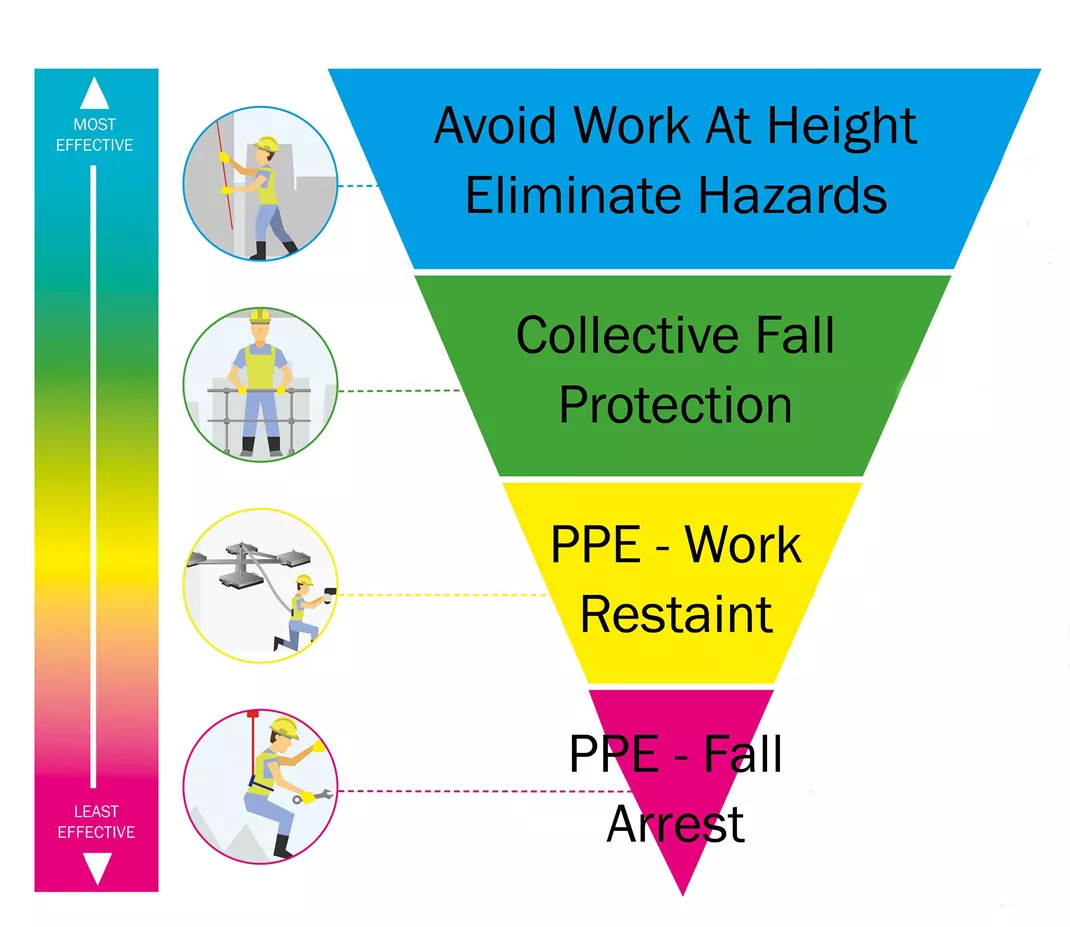 MOST
EFFECTIVE
Avoid Work At Height
Eliminate Hazards
Collective Fall
Protection
PPE - Work
Restaint
PPE - Fall
Arrest
LEAST
EFFECTIVE